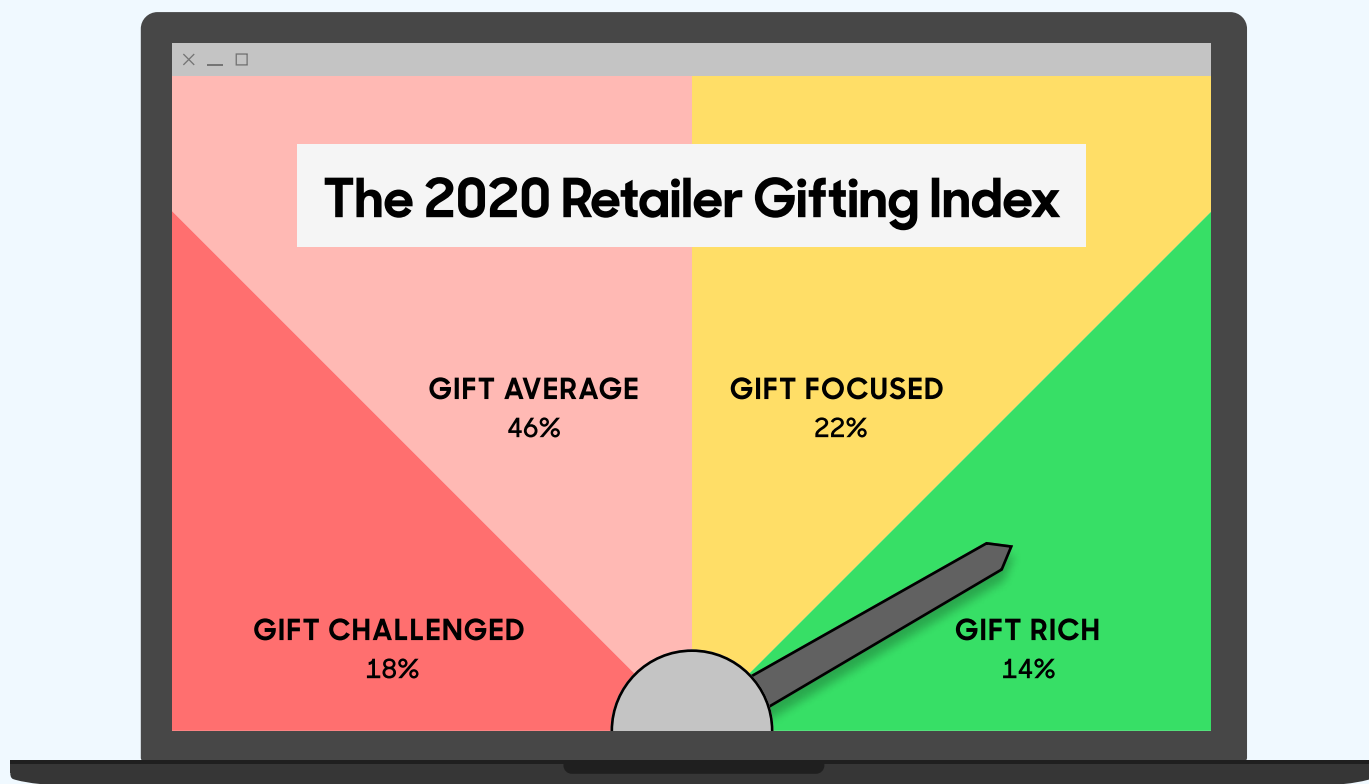 The 2020 Retailer Gifting Index
GIFT AVERAGE
46%
GIFT FOCUSED
22%
GIFT CHALLENGED
18%
GIFT RICH
14%